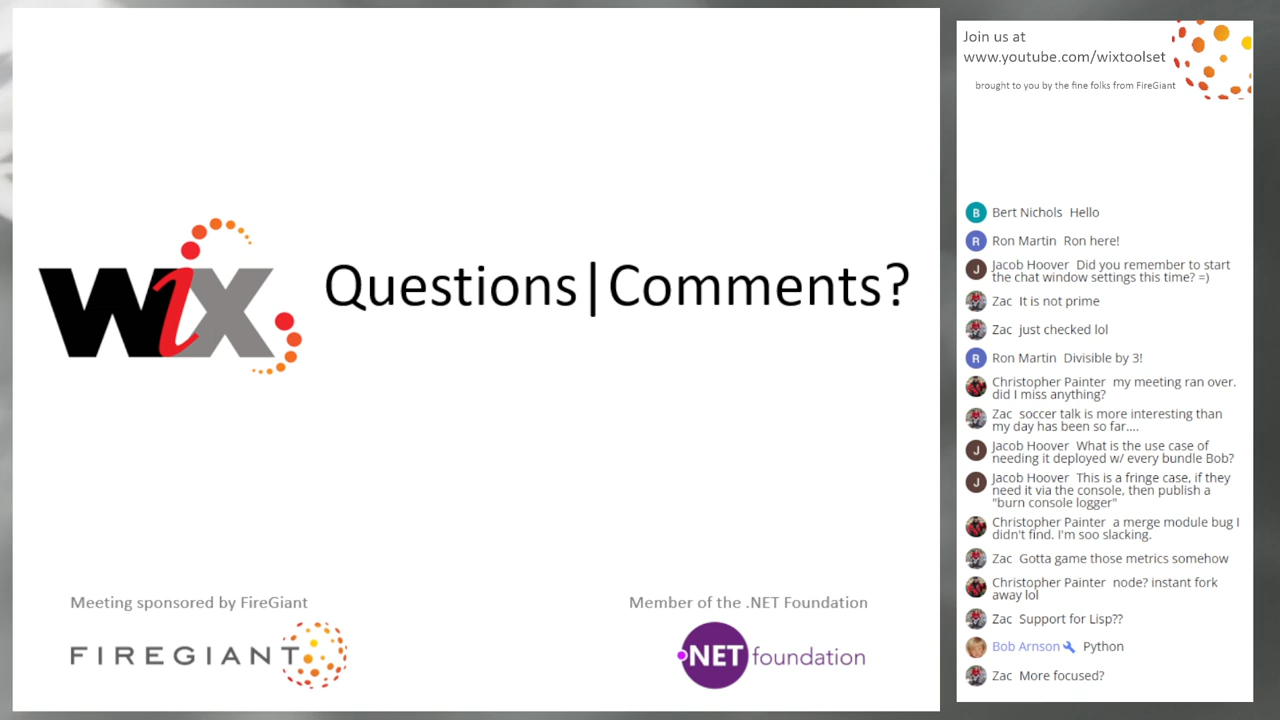 WiX
Questions|Comments?
Meeting sponsored by FireGiant
FIREGIANT
Member of the .NET Foundation
.NET foundation
Join us at
www.youtube.com/wixtoolset
brought to you by the fine folks from FireGiant
B Bert Nichols Hello
R Ron Martin Ron here!
J Jacob Hoover Did you remember to start
the chat window settings this time? =)
Zac It is not prime
Zac just checked lol
R Ron Martin Divisible by 3!
Christopher Painter my meeting ran over.
did I miss anything?
Zac soccer talk is more interesting than
my day has been so far....
J Jacob Hoover What is the use case of
needing it deployed w/ every bundle Bob?
J Jacob Hoover This is a fringe case, if they
need it via the console, then publish a
"burn console logger"
Christopher Painter a merge module bug I
didn't find. I'm soo slacking.
Zac Gotta game those metrics somehow
Christopher Painter node? instant fork
away lol
Zac Support for Lisp??
Bob Arnson Python
Zac More focused?